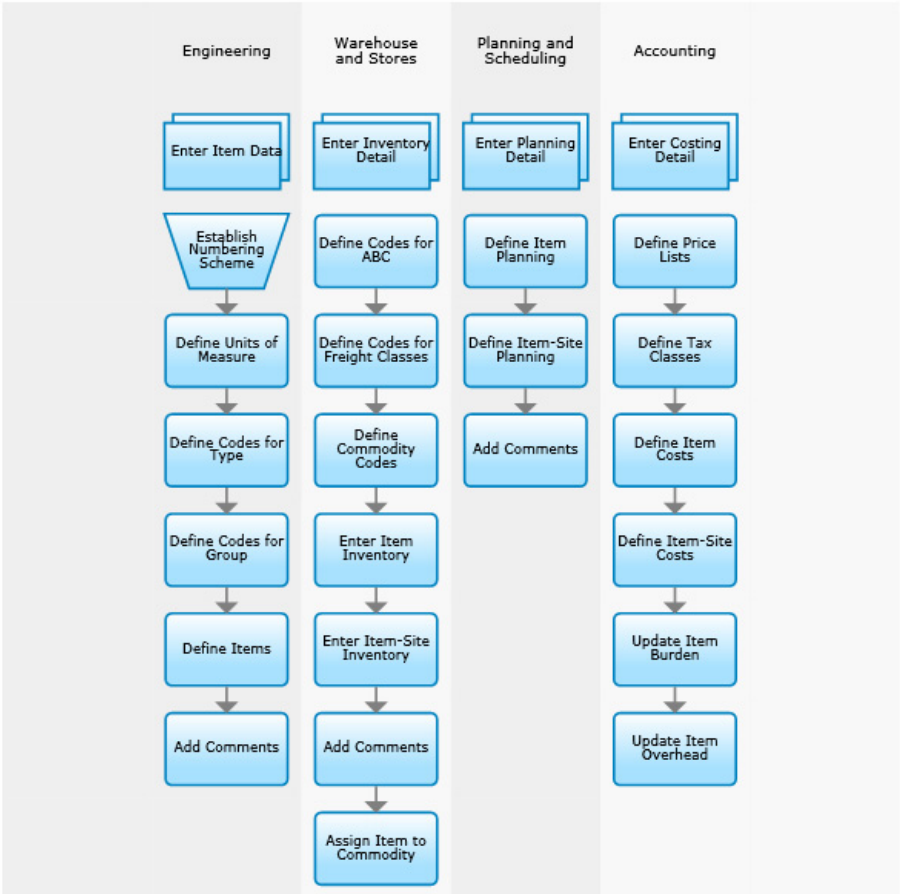 Engineering
Warehouse
and Stores
Planning and
Scheduling
Accounting
Enter Item Data
Enter Inventory
Detail
Enter Planning
Detail
Enter Costing
Detail
Establish
Numbering
Scheme
Define Codes for
ABC
Define Item
Planning
Define Price
Lists
Define Units of
Measure
Define Codes for
Freight Classes
Define Item-Site
Planning
Define Tax
Classes
Define Codes for
Type
Define
Commodity
Codes
Add Comments
Define Item
Costs
Define Codes for
Group
Enter Item
Inventory
Define Item-Site
Costs
Define Items
Enter Item-Site
Inventory
Update Item
Burden
Add Comments
Add Comments
Update Item
Overhead
Assign Item to
Commodity